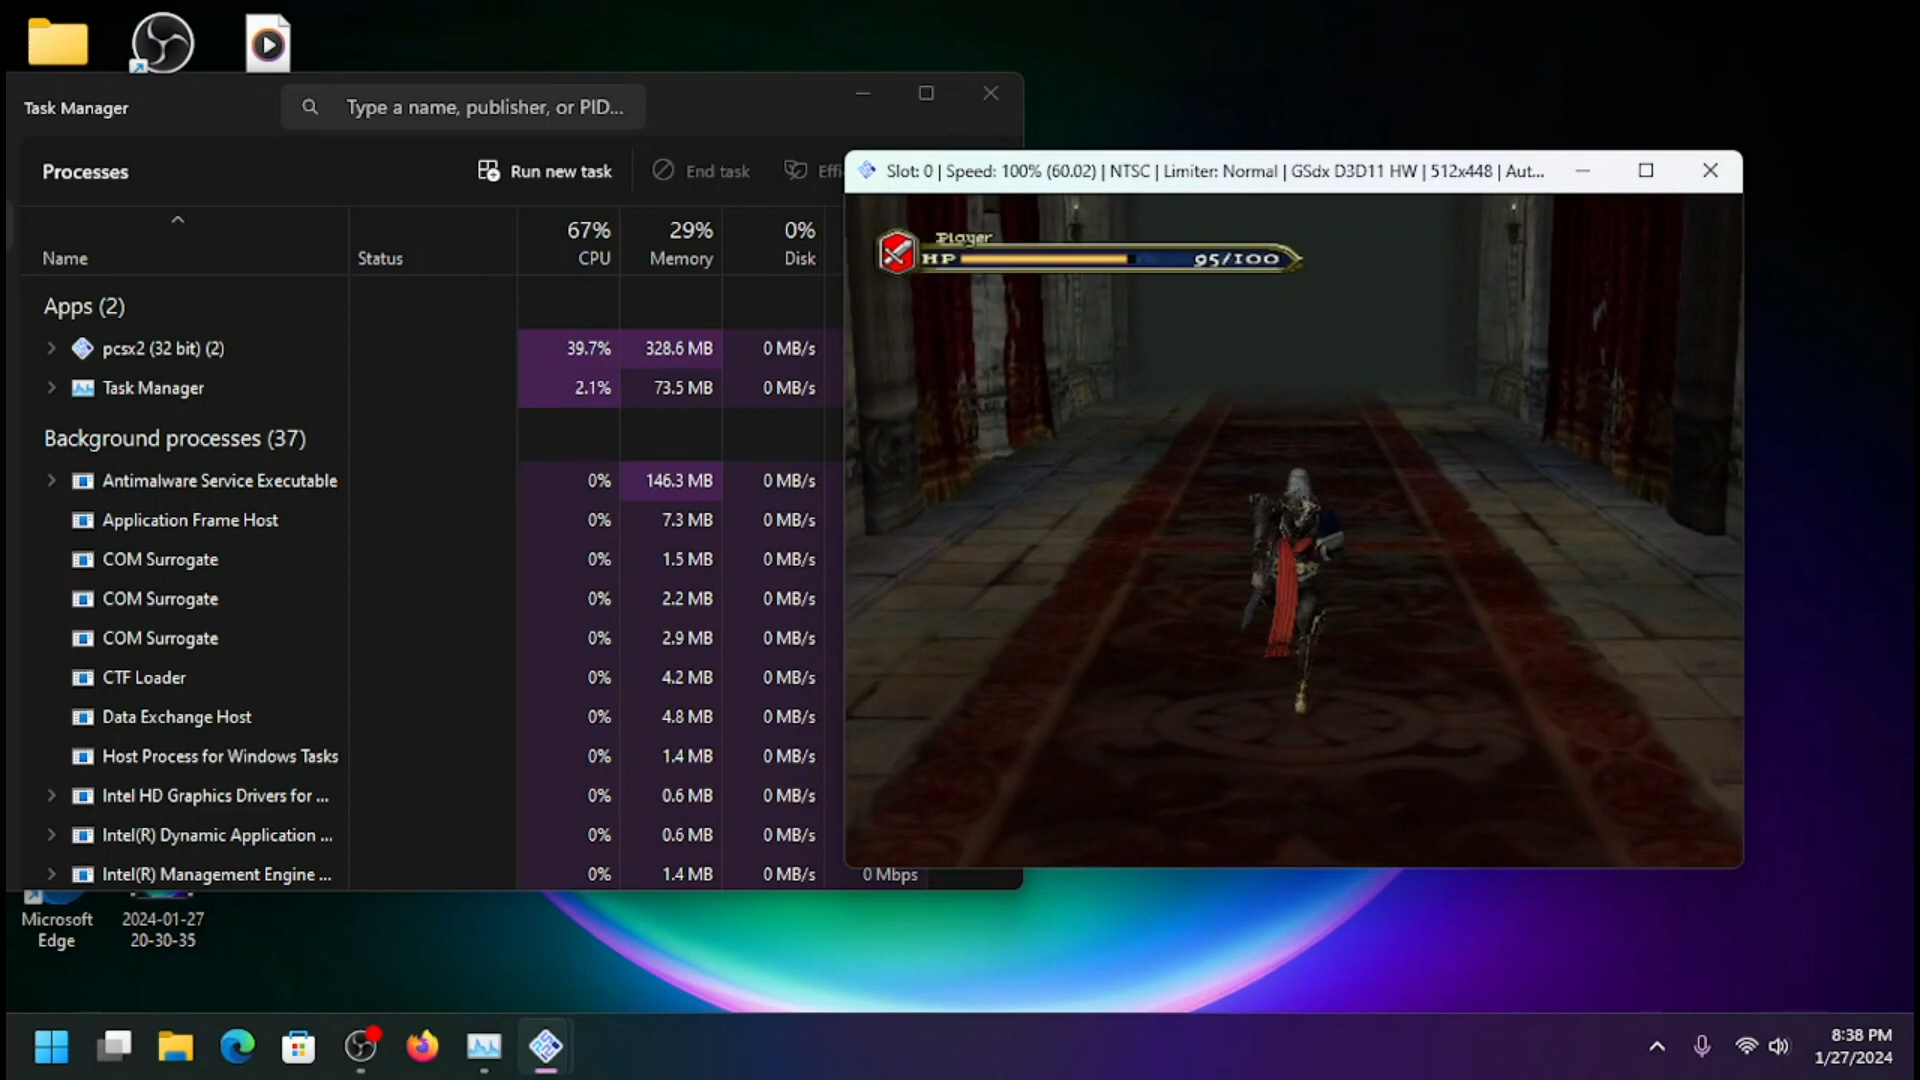 Task Manager
Type a name, publisher, or PID...
Processes
Run new task
End task
Effi
Slot: 0 | Speed: 100% (60.02) | NTSC | Limiter: Normal | GSdx D3D11 HW | 512x448 | Aut...
67% 29% 0%
Name Status CPU Memory Disk
Player
HP 95/100
Apps (2)
pcsx2 (32 bit) (2) 39.7% 328.6 MB 0 MB/s
Task Manager 2.1% 73.5 MB 0 MB/s
Background processes (37)
Antimalware Service Executable 0% 146.3 MB 0 MB/s
Application Frame Host 0% 7.3 MB 0 MB/s
COM Surrogate 0% 1.5 MB 0 MB/s
COM Surrogate 0% 2.2 MB 0 MB/s
COM Surrogate 0% 2.9 MB 0 MB/s
CTF Loader 0% 4.2 MB 0 MB/s
Data Exchange Host 0% 4.8 MB 0 MB/s
Host Process for Windows Tasks 0% 1.4 MB 0 MB/s
Intel HD Graphics Drivers for ... 0% 0.6 MB 0 MB/s
Intel(R) Dynamic Application ... 0% 0.6 MB 0 MB/s
Intel(R) Management Engine ... 0% 1.4 MB 0 MB/s 0 Mbps
Microsoft
Edge
2024-01-27
20-30-35
8:38 PM
1/27/2024